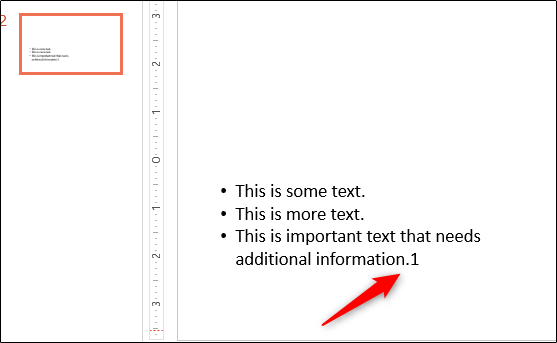 2
3
2
1
0
1
2
3
• This is some text.
• This is more text.
• This is important text that needs
additional information.1